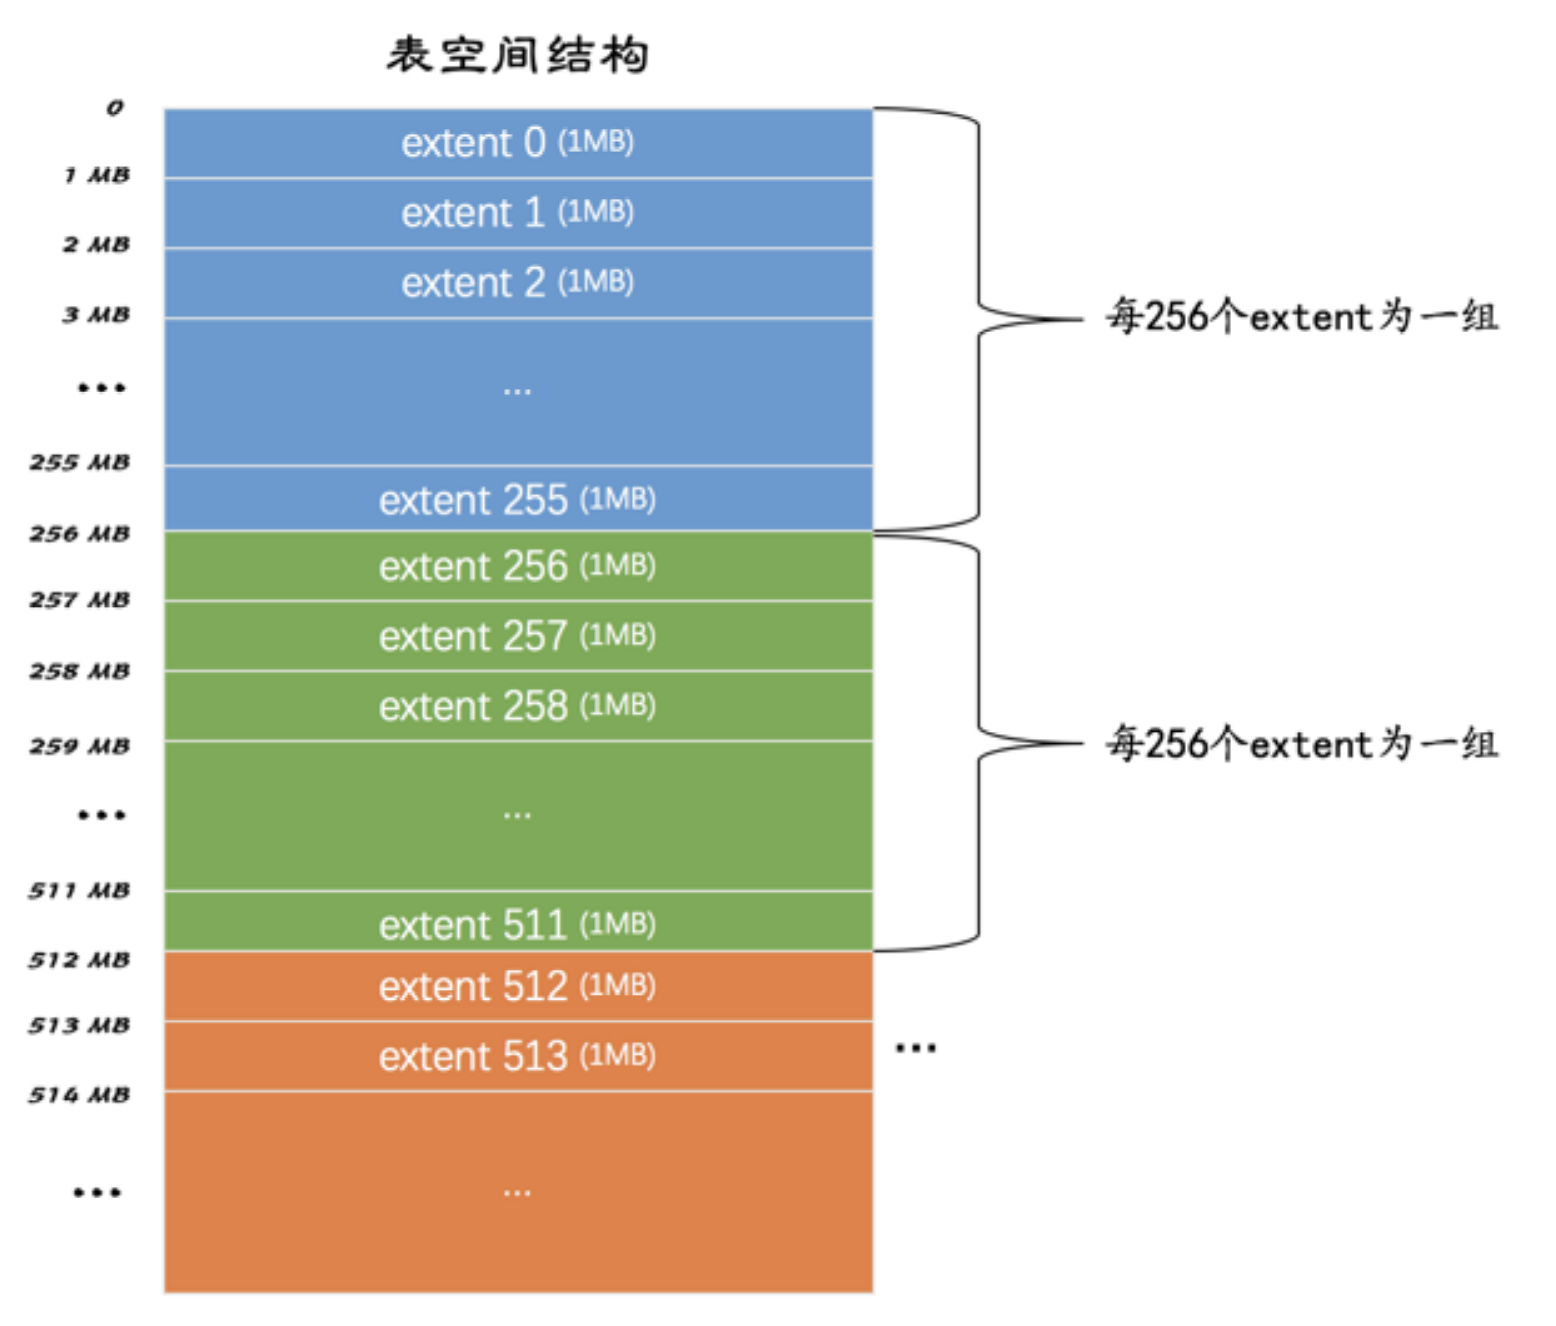 表空间结构
0
extent 0 (1MB)
1 MB
extent 1 (1MB)
2 MB
extent 2 (1MB)
3 MB
每256个extent为一组
...
...
255 MB
extent 255 (1MB)
256 MB
extent 256 (1MB)
257 MB
extent 257 (1MB)
258 MB
extent 258 (1MB)
259 MB
每256个extent为一组
...
...
511 MB
extent 511 (1MB)
512 MB
extent 512 (1MB)
513 MB
extent 513 (1MB)
...
514 MB
...
...